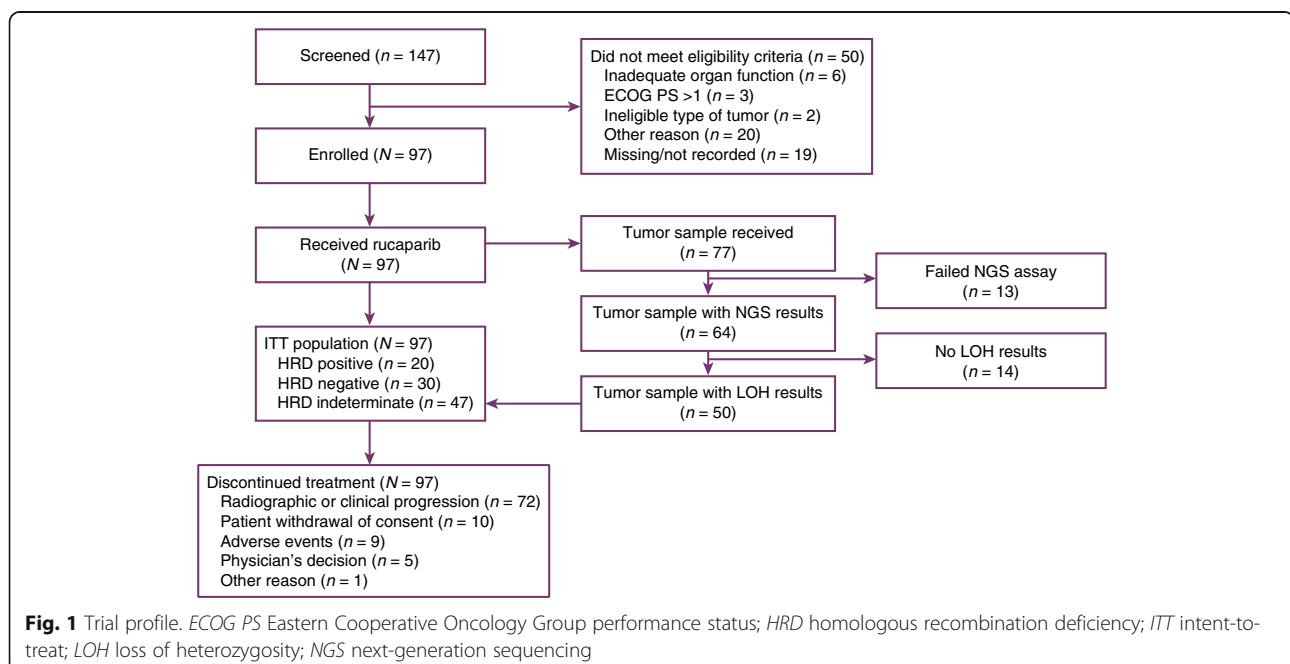 Screened (n = 147)
Did not meet eligibility criteria (n = 50)
Inadequate organ function (n = 6)
ECOG PS >1 (n = 3)
Ineligible type of tumor (n = 2)
Other reason (n = 20)
Missing/not recorded (n = 19)
Enrolled (N = 97)
Received rucaparib
(N = 97)
Tumor sample received
(n = 77)
Failed NGS assay
(n = 13)
Tumor sample with NGS results
(n = 64)
No LOH results
(n = 14)
Tumor sample with LOH results
(n = 50)
ITT population (N = 97)
HRD positive (n = 20)
HRD negative (n = 30)
HRD indeterminate (n = 47)
Discontinued treatment (N = 97)
Radiographic or clinical progression (n = 72)
Patient withdrawal of consent (n = 10)
Adverse events (n = 9)
Physician’s decision (n = 5)
Other reason (n = 1)
Fig. 1 Trial profile. ECOG PS Eastern Cooperative Oncology Group performance status; HRD homologous recombination deficiency; ITT intent-to-
treat; LOH loss of heterozygosity; NGS next-generation sequencing